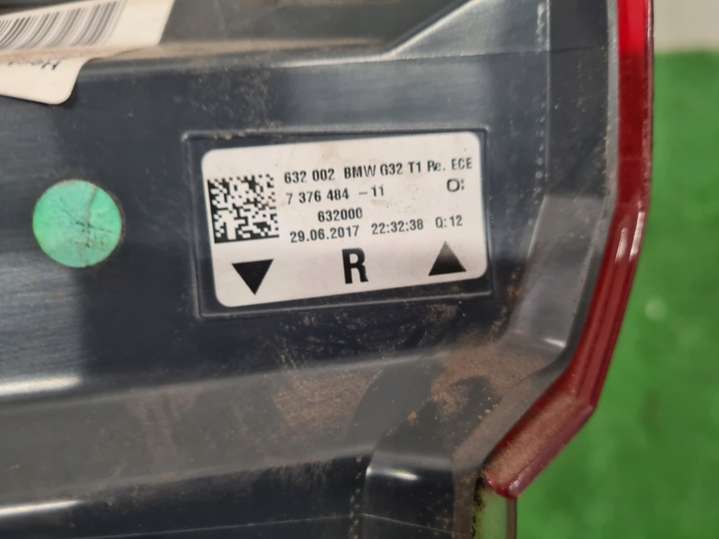 632 002 BMW G32 T1 Re. ECE
7 376 484 -11 O:
632000
29.06.2017 22:32:38 Q:12
R